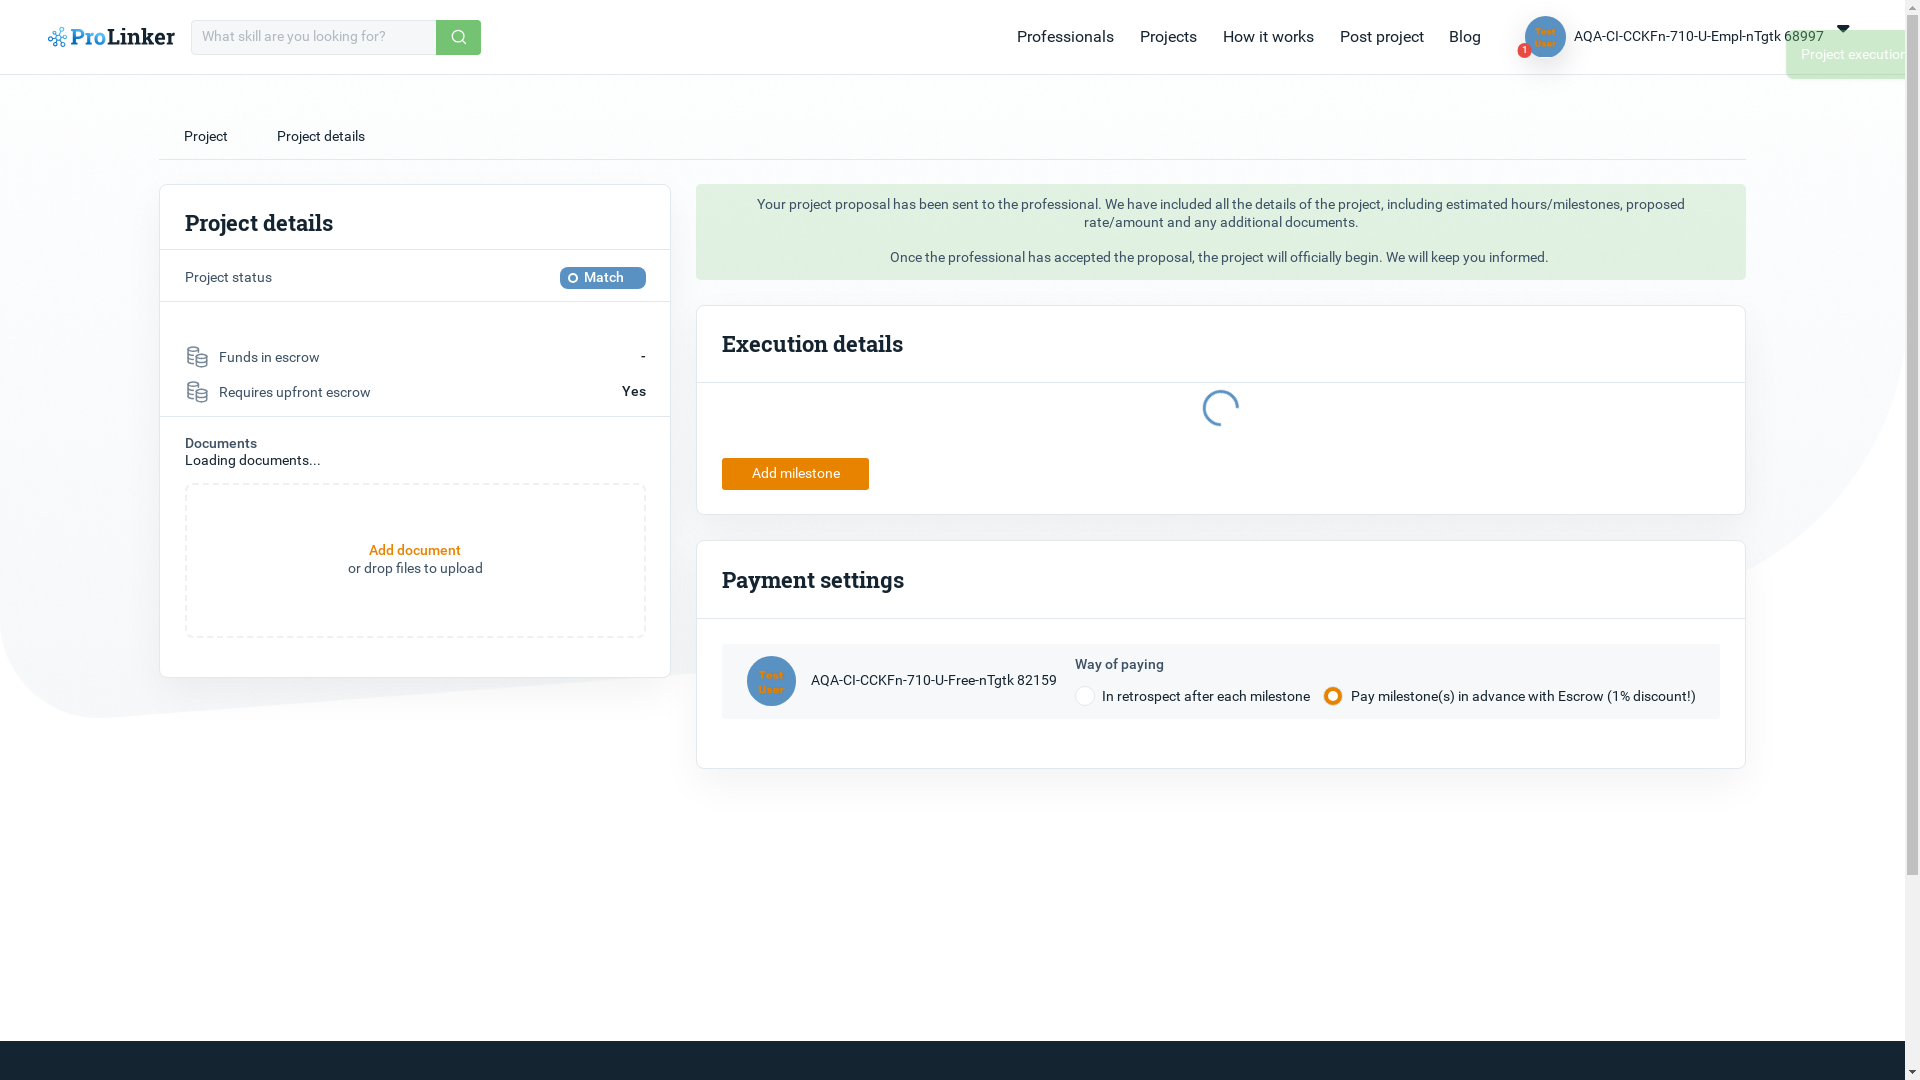 ProLinker
What skill are you looking for?
Professionals
Projects
How it works
Post project
Blog
Test
User
1
AQA-CI-CCKFn-710-U-Empl-nTgtk 68997
Project execution
Project
Project details
Project details
Project status
Match
Funds in escrow
-
Requires upfront escrow
Yes
Documents
Loading documents...
Add document
or drop files to upload
Your project proposal has been sent to the professional. We have included all the details of the project, including estimated hours/milestones, proposed
rate/amount and any additional documents.
Once the professional has accepted the proposal, the project will officially begin. We will keep you informed.
Execution details
Add milestone
Payment settings
Test
User
AQA-CI-CCKFn-710-U-Free-nTgtk 82159
Way of paying
In retrospect after each milestone
Pay milestone(s) in advance with Escrow (1% discount!)